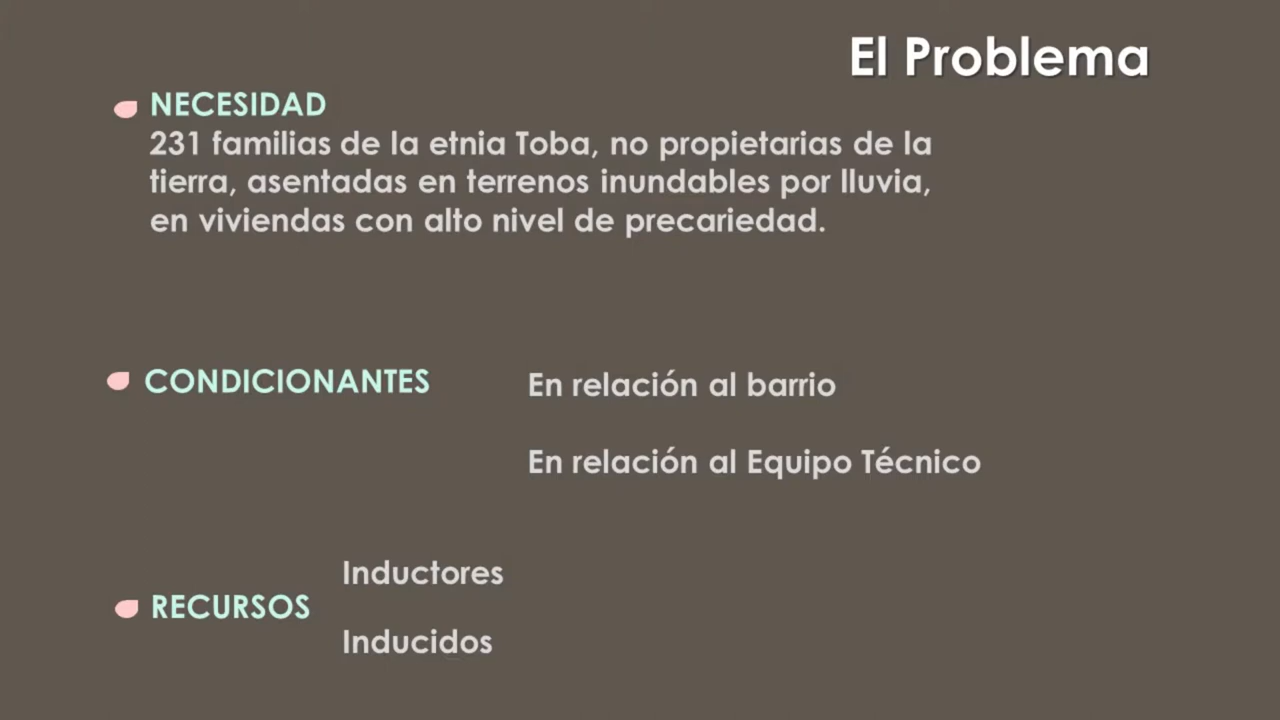 El Problema
NECESIDAD
231 familias de la etnia Toba, no propietarias de la
tierra, asentadas en terrenos inundables por lluvia,
en viviendas con alto nivel de precariedad.
CONDICIONANTES
En relación al barrio
En relación al Equipo Técnico
Inductores
RECURSOS
Inducidos